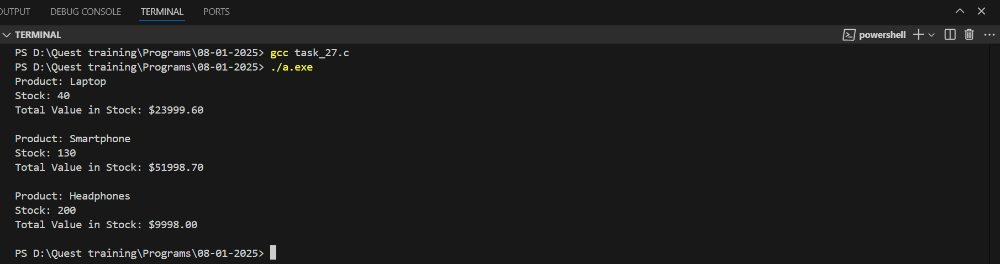 OUTPUT DEBUG CONSOLE TERMINAL PORTS
TERMINAL powershell
PS D:\Quest training\Programs\08-01-2025> gcc task_27.c
PS D:\Quest training\Programs\08-01-2025> ./a.exe
Product: Laptop
Stock: 40
Total Value in Stock: $23999.60
Product: Smartphone
Stock: 130
Total Value in Stock: $51998.70
Product: Headphones
Stock: 200
Total Value in Stock: $9998.00
PS D:\Quest training\Programs\08-01-2025>